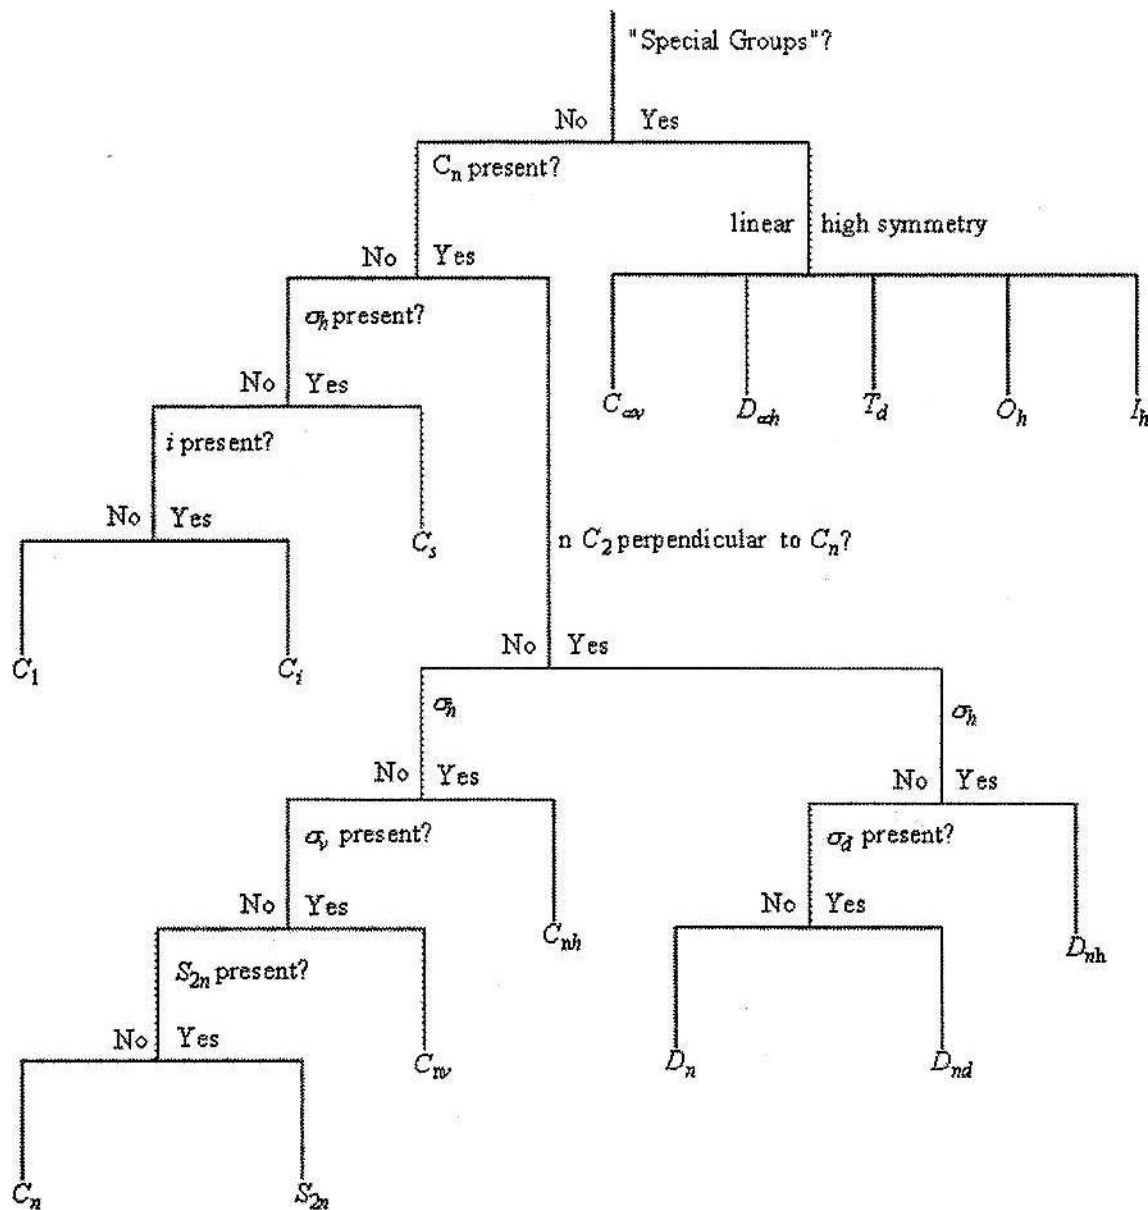 "Special Groups"?
No Yes
Cn present?
linear high symmetry
No Yes
σh present?
No Yes
C∞v D∞h Td Oh Ih
i present?
No Yes
Cs
n C2 perpendicular to Cn?
No Yes
C1 Ci
σh σh
No Yes No Yes
σv present? σd present?
No Yes No Yes
Cnh Dnh
S2n present?
No Yes
Cnv Dn Dnd
Cn S2n